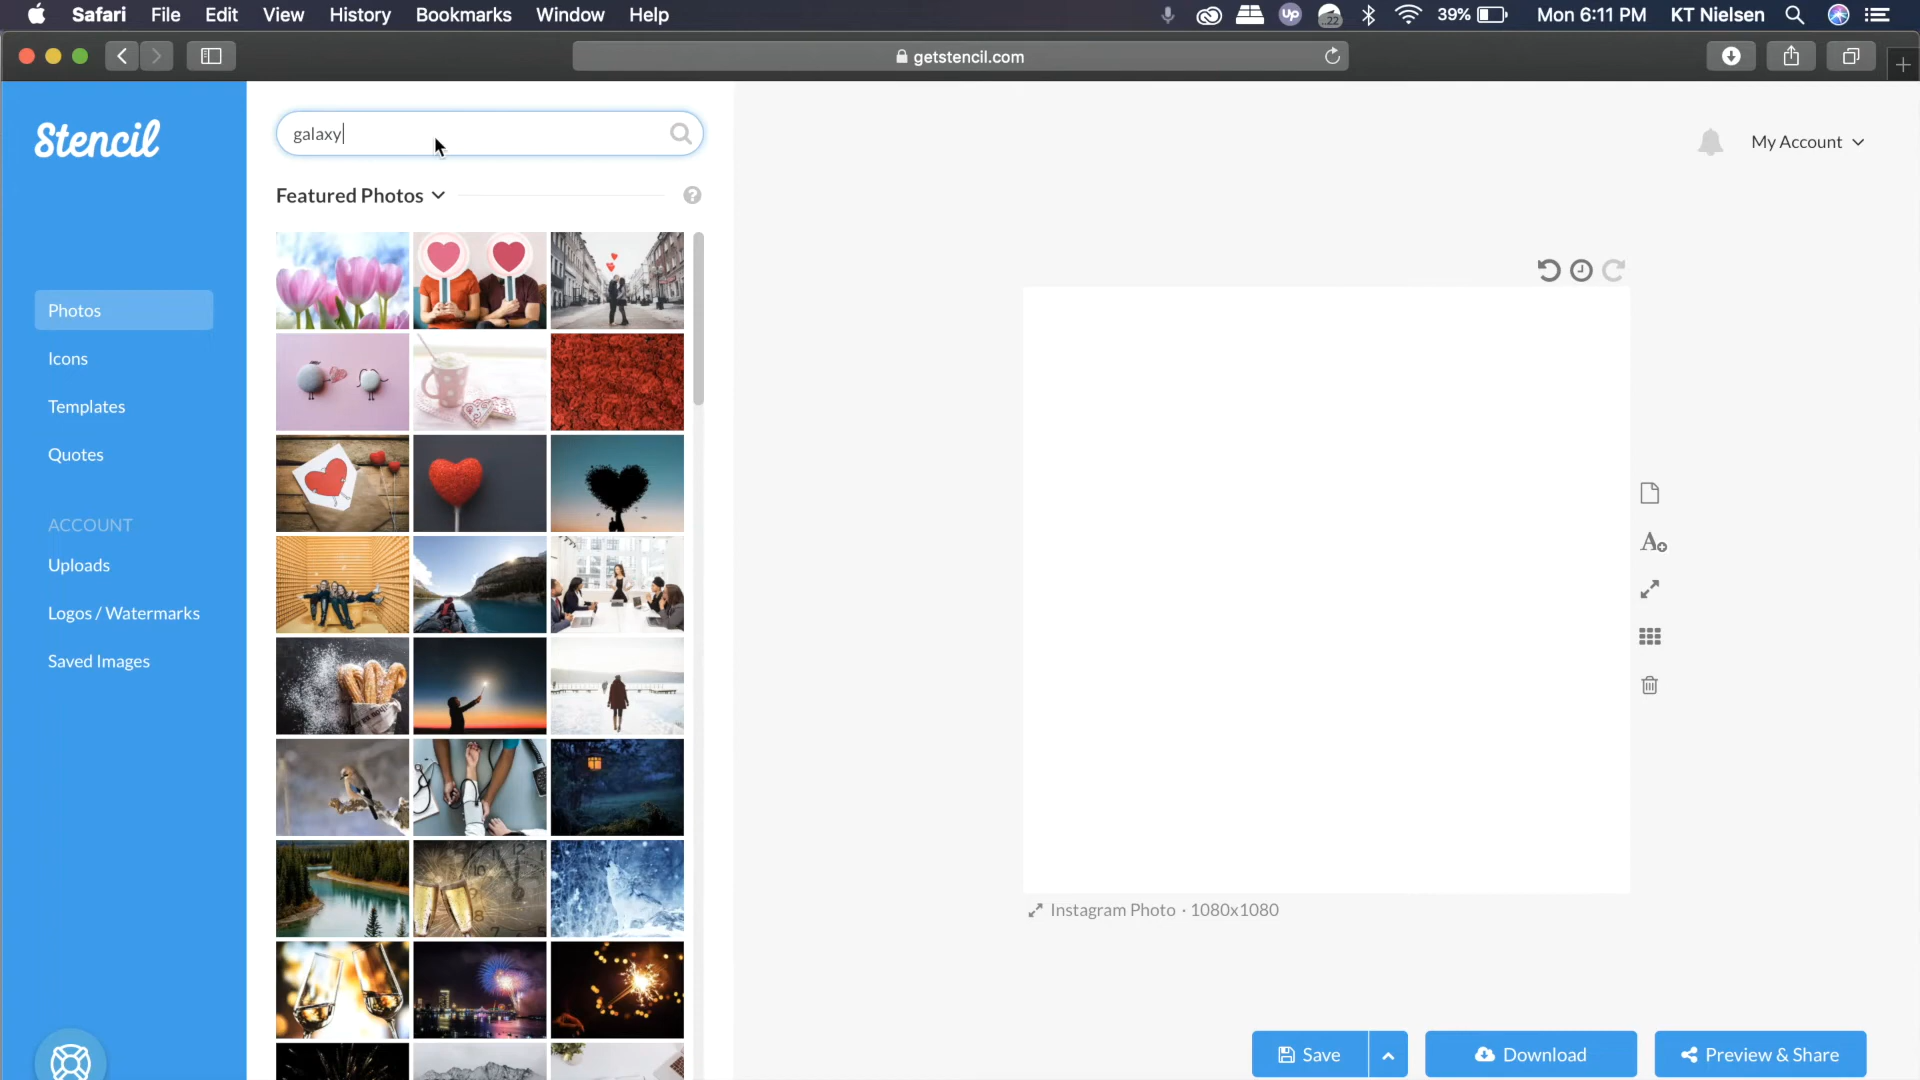 Safari File Edit View History Bookmarks Window Help Up 22 39% Mon 6:11 PM KT Nielsen
getstencil.com
Stencil
galaxy
My Account
Featured Photos
?
Photos
Icons
Templates
Quotes
ACCOUNT
Uploads
Logos / Watermarks
Saved Images
A
Instagram Photo · 1080x1080
Save
Download
Preview & Share